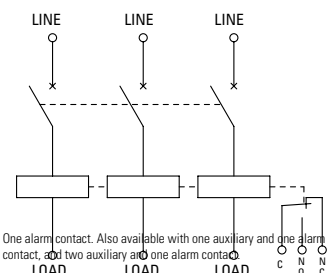 LINE LINE LINE
One alarm contact. Also available with one auxiliary and one alarm
contact, and two auxiliary and one alarm contact.
LOAD LOAD LOAD
C N N
O